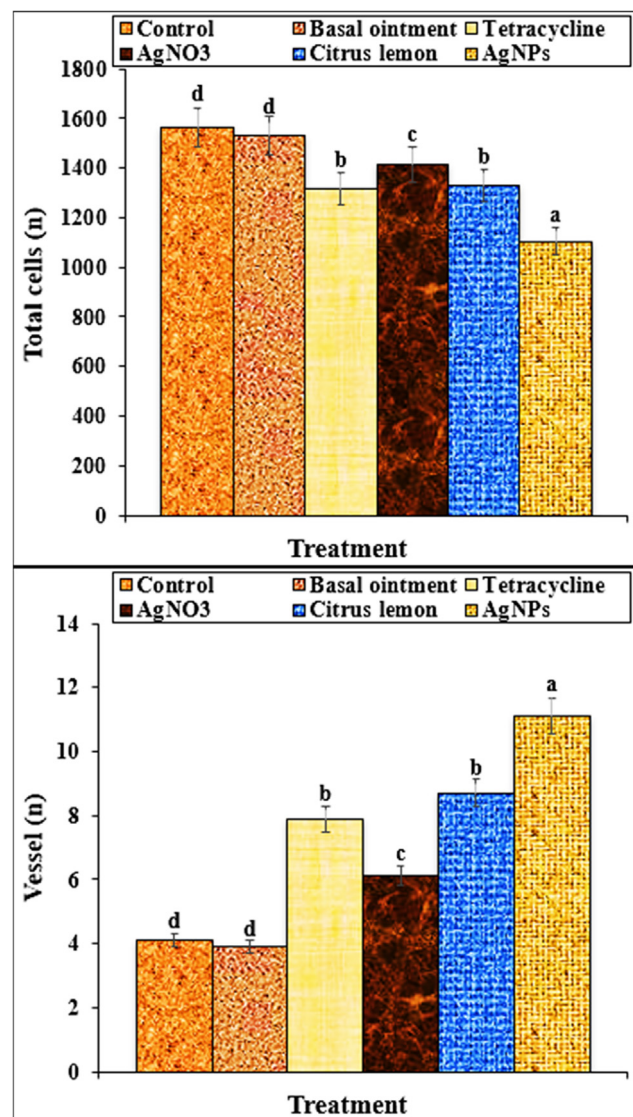 Control Basal ointment Tetracycline
AgNO3 Citrus lemon AgNPs
1800
1600
1400
1200
1000
800
600
400
200
0
Total cells (n)
d d b c b a
Treatment
Control Basal ointment Tetracycline
AgNO3 Citrus lemon AgNPs
14
12
10
8
6
4
2
0
Vessel (n)
d d b c b a
Treatment